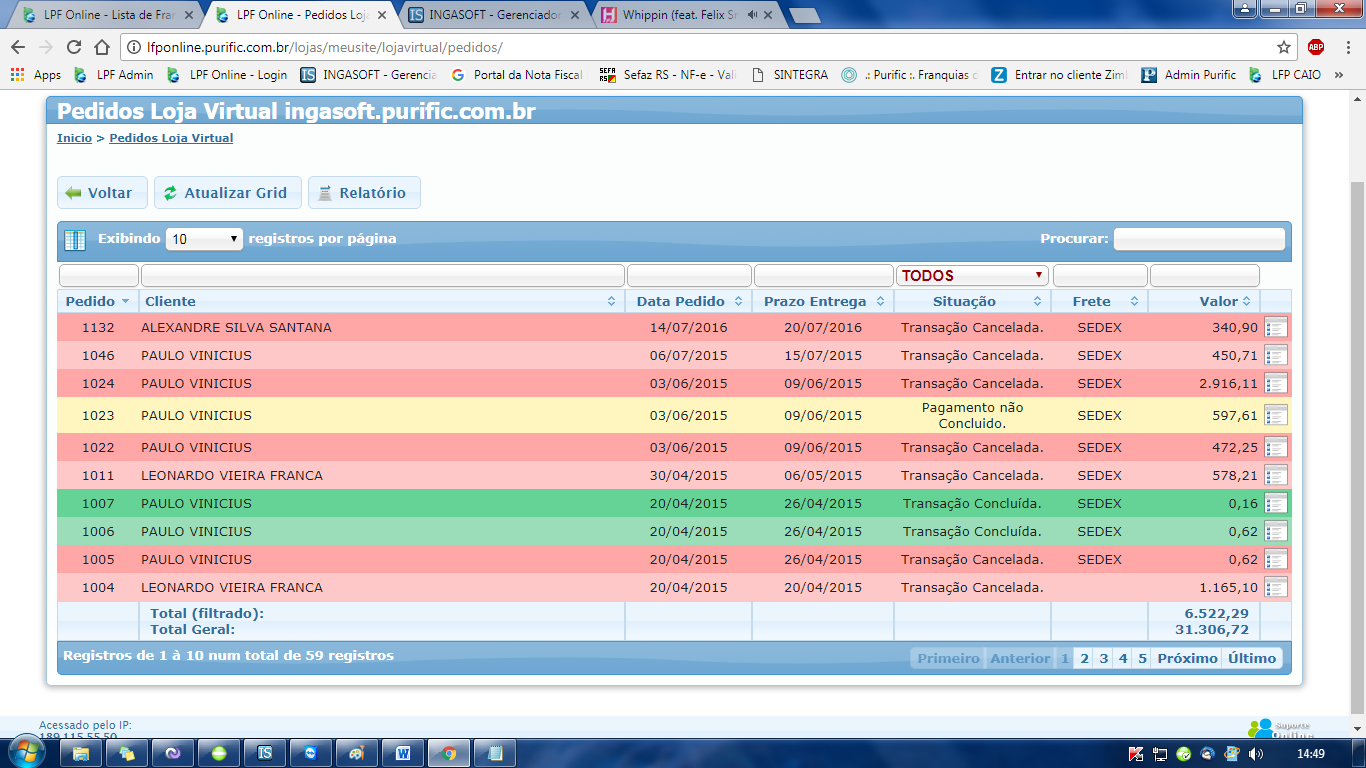 LPF Online - Lista de Fran
LPF Online - Pedidos Loja
INGASOFT - Gerenciador
Whippin (feat. Felix Sn
lfponline.purific.com.br/lojas/meusite/lojavirtual/pedidos/
ABP
Apps LPF Admin LPF Online - Login INGASOFT - Gerencia Portal da Nota Fiscal Sefaz RS - NF-e - Vali SINTEGRA .: Purific :. Franquias Entrar no cliente Zim Admin Purific LFP CAIO »
Pedidos Loja Virtual ingasoft.purific.com.br
Inicio > Pedidos Loja Virtual
Voltar Atualizar Grid Relatório
Exibindo 10 registros por página Procurar:
TODOS
Pedido Cliente Data Pedido Prazo Entrega Situação Frete Valor
1132 ALEXANDRE SILVA SANTANA 14/07/2016 20/07/2016 Transação Cancelada. SEDEX 340,90
1046 PAULO VINICIUS 06/07/2015 15/07/2015 Transação Cancelada. SEDEX 450,71
1024 PAULO VINICIUS 03/06/2015 09/06/2015 Transação Cancelada. SEDEX 2.916,11
1023 PAULO VINICIUS 03/06/2015 09/06/2015 Pagamento não Concluido. SEDEX 597,61
1022 PAULO VINICIUS 03/06/2015 09/06/2015 Transação Cancelada. SEDEX 472,25
1011 LEONARDO VIEIRA FRANCA 30/04/2015 06/05/2015 Transação Cancelada. SEDEX 578,21
1007 PAULO VINICIUS 20/04/2015 26/04/2015 Transação Concluída. SEDEX 0,16
1006 PAULO VINICIUS 20/04/2015 26/04/2015 Transação Concluída. SEDEX 0,62
1005 PAULO VINICIUS 20/04/2015 26/04/2015 Transação Cancelada. SEDEX 0,62
1004 LEONARDO VIEIRA FRANCA 20/04/2015 20/04/2015 Transação Cancelada. 1.165,10
Total (filtrado): 6.522,29
Total Geral: 31.306,72
Registros de 1 à 10 num total de 59 registros Primeiro Anterior 1 2 3 4 5 Próximo Último
Acessado pelo IP:
189.115.55.50
Suporte
Online
14:49